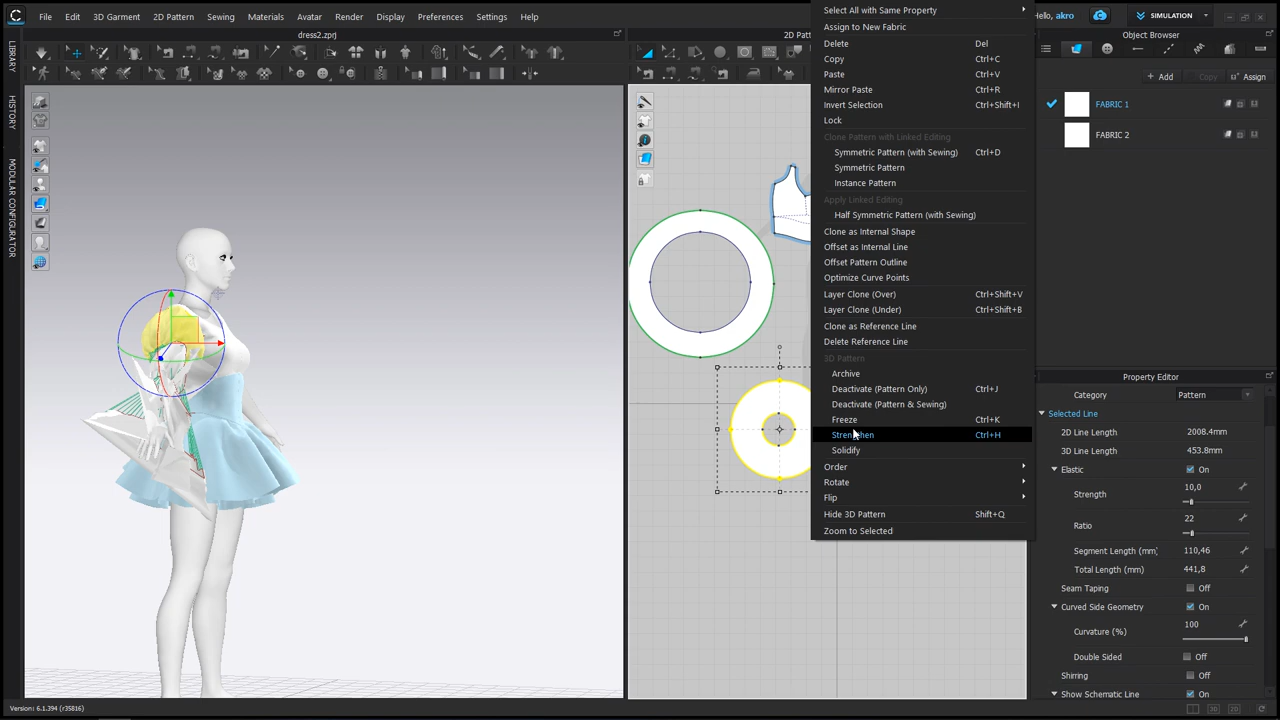 File Edit 3D Garment 2D Pattern Sewing Materials Avatar Render Display Preferences Settings Help
Hello, akro
SIMULATION
dress2.zprj
2D Patt
Object Browser
LIBRARY
HISTORY
MODULAR CONFIGURATOR
Select All with Same Property
Assign to New Fabric
Delete Del
Copy Ctrl+C
Paste Ctrl+V
Mirror Paste Ctrl+R
Invert Selection Ctrl+Shift+I
Lock
Clone Pattern with Linked Editing
Symmetric Pattern (with Sewing) Ctrl+D
Symmetric Pattern
Instance Pattern
Apply Linked Editing
Half Symmetric Pattern (with Sewing)
Clone as Internal Shape
Offset as Internal Line
Offset Pattern Outline
Optimize Curve Points
Layer Clone (Over) Ctrl+Shift+V
Layer Clone (Under) Ctrl+Shift+B
Clone as Reference Line
Delete Reference Line
3D Pattern
Archive
Deactivate (Pattern Only) Ctrl+J
Deactivate (Pattern & Sewing)
Freeze Ctrl+K
Strengthen Ctrl+H
Solidify
Order
Rotate
Flip
Hide 3D Pattern Shift+Q
Zoom to Selected
+ Add Copy Assign
FABRIC 1
FABRIC 2
Property Editor
Category Pattern
Selected Line
2D Line Length 2008.4mm
3D Line Length 453.8mm
Elastic On
Strength 10,0
Ratio 22
Segment Length (mm) 110,46
Total Length (mm) 441,8
Seam Taping Off
Curved Side Geometry On
Curvature (%) 100
Double Sided Off
Shirring Off
Show Schematic Line On
Version: 6.1.394 (r35816)
3D 2D